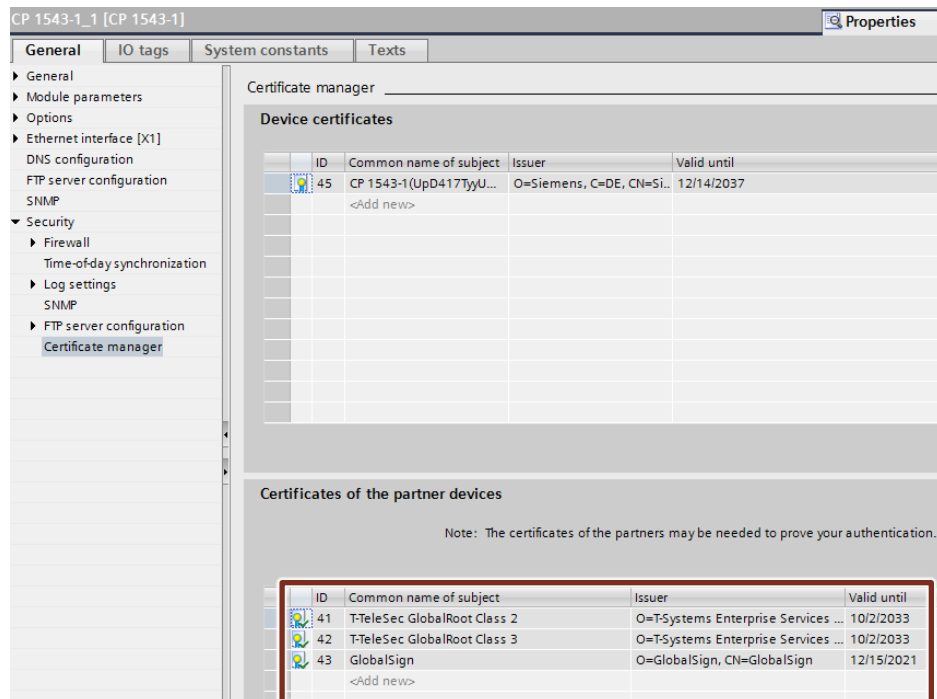 CP 1543-1_1 [CP 1543-1]
Properties
General IO tags System constants Texts
General
Module parameters
Options
Ethernet interface [X1]
DNS configuration
FTP server configuration
SNMP
Security
Firewall
Time-of-day synchronization
Log settings
SNMP
FTP server configuration
Certificate manager
Certificate manager
Device certificates
ID Common name of subject Issuer Valid until
45 CP 1543-1(UpD417TyyU... O=Siemens, C=DE, CN=Si.. 12/14/2037
<Add new>
Certificates of the partner devices
Note: The certificates of the partners may be needed to prove your authentication.
ID Common name of subject Issuer Valid until
41 T-TeleSec GlobalRoot Class 2 O=T-Systems Enterprise Services ... 10/2/2033
42 T-TeleSec GlobalRoot Class 3 O=T-Systems Enterprise Services ... 10/2/2033
43 GlobalSign O=GlobalSign, CN=GlobalSign 12/15/2021
<Add new>